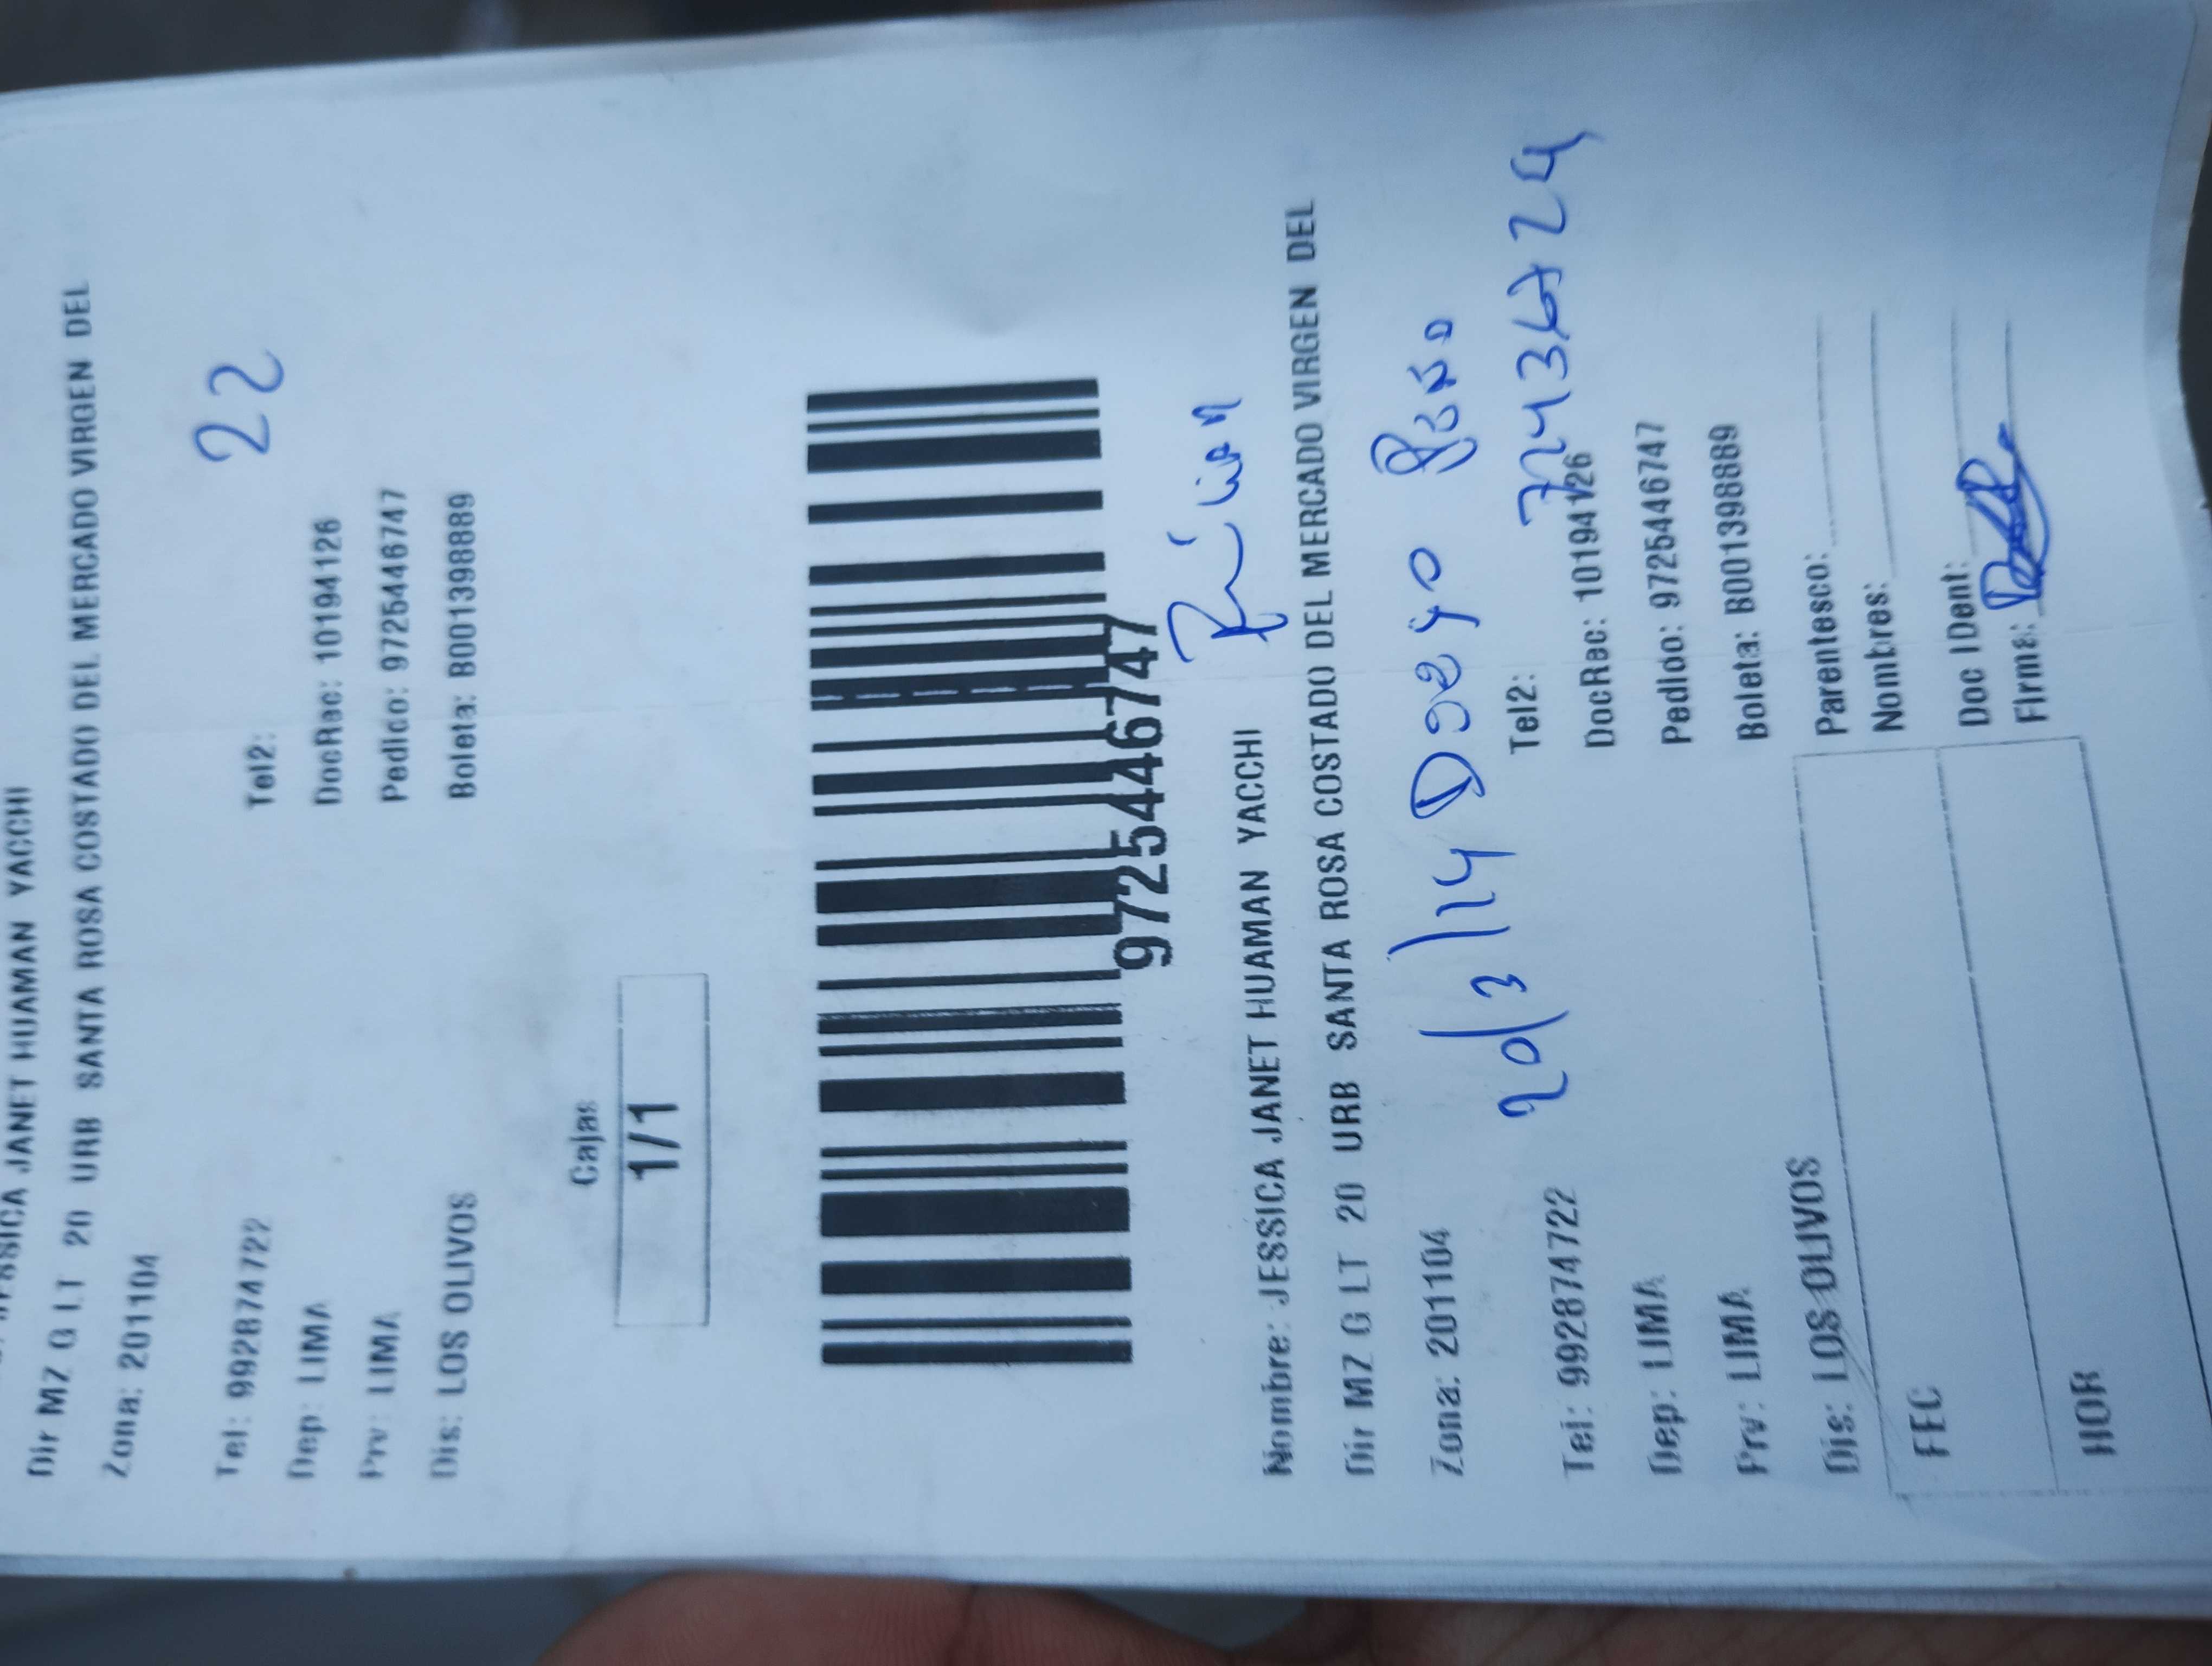 JESSICA JANET HUAMAN YACCHI
Dir MZ G LT 20 URB SANTA ROSA COSTADO DEL MERCADO VIRGEN DEL
Zona: 201104
22
Tel: 992874722 Tel2:
Dep: LIMA DocRec: 10194126
Prv: LIMA Pedido: 9725446747
Dis: LOS OLIVOS Boleta: B001398889
Cajas
1/1
9725446747
Nombre: JESSICA JANET HUAMAN YACCHI
Dir MZ G LT 20 URB SANTA ROSA COSTADO DEL MERCADO VIRGEN DEL
Zona: 201104
Tel: 992874722 Tel2:
Dep: LIMA DocRec: 10194126
Prv: LIMA Pedido: 9725446747
Dis: LOS OLIVOS Boleta: B001398889
FEC Parentesco:
Nombres:
HOR Doc IDent:
Firma: